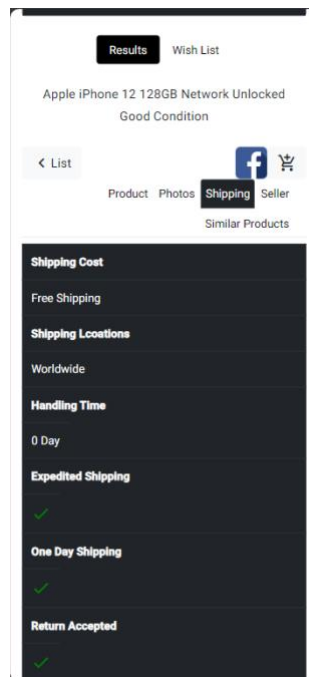 Results Wish List
Apple iPhone 12 128GB Network Unlocked
Good Condition
< List
f
Product Photos Shipping Seller
Similar Products
Shipping Cost
Free Shipping
Shipping Lcoations
Worldwide
Handling Time
0 Day
Expedited Shipping
One Day Shipping
Return Accepted